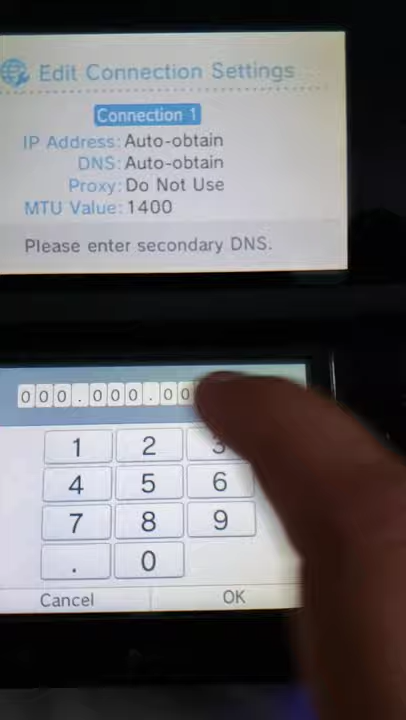 Edit Connection Settings
Connection 1
IP Address: Auto-obtain
DNS: Auto-obtain
Proxy: Do Not Use
MTU Value: 1400
Please enter secondary DNS.
000.000.00
1 2 3
4 5 6
7 8 9
. 0
Cancel OK